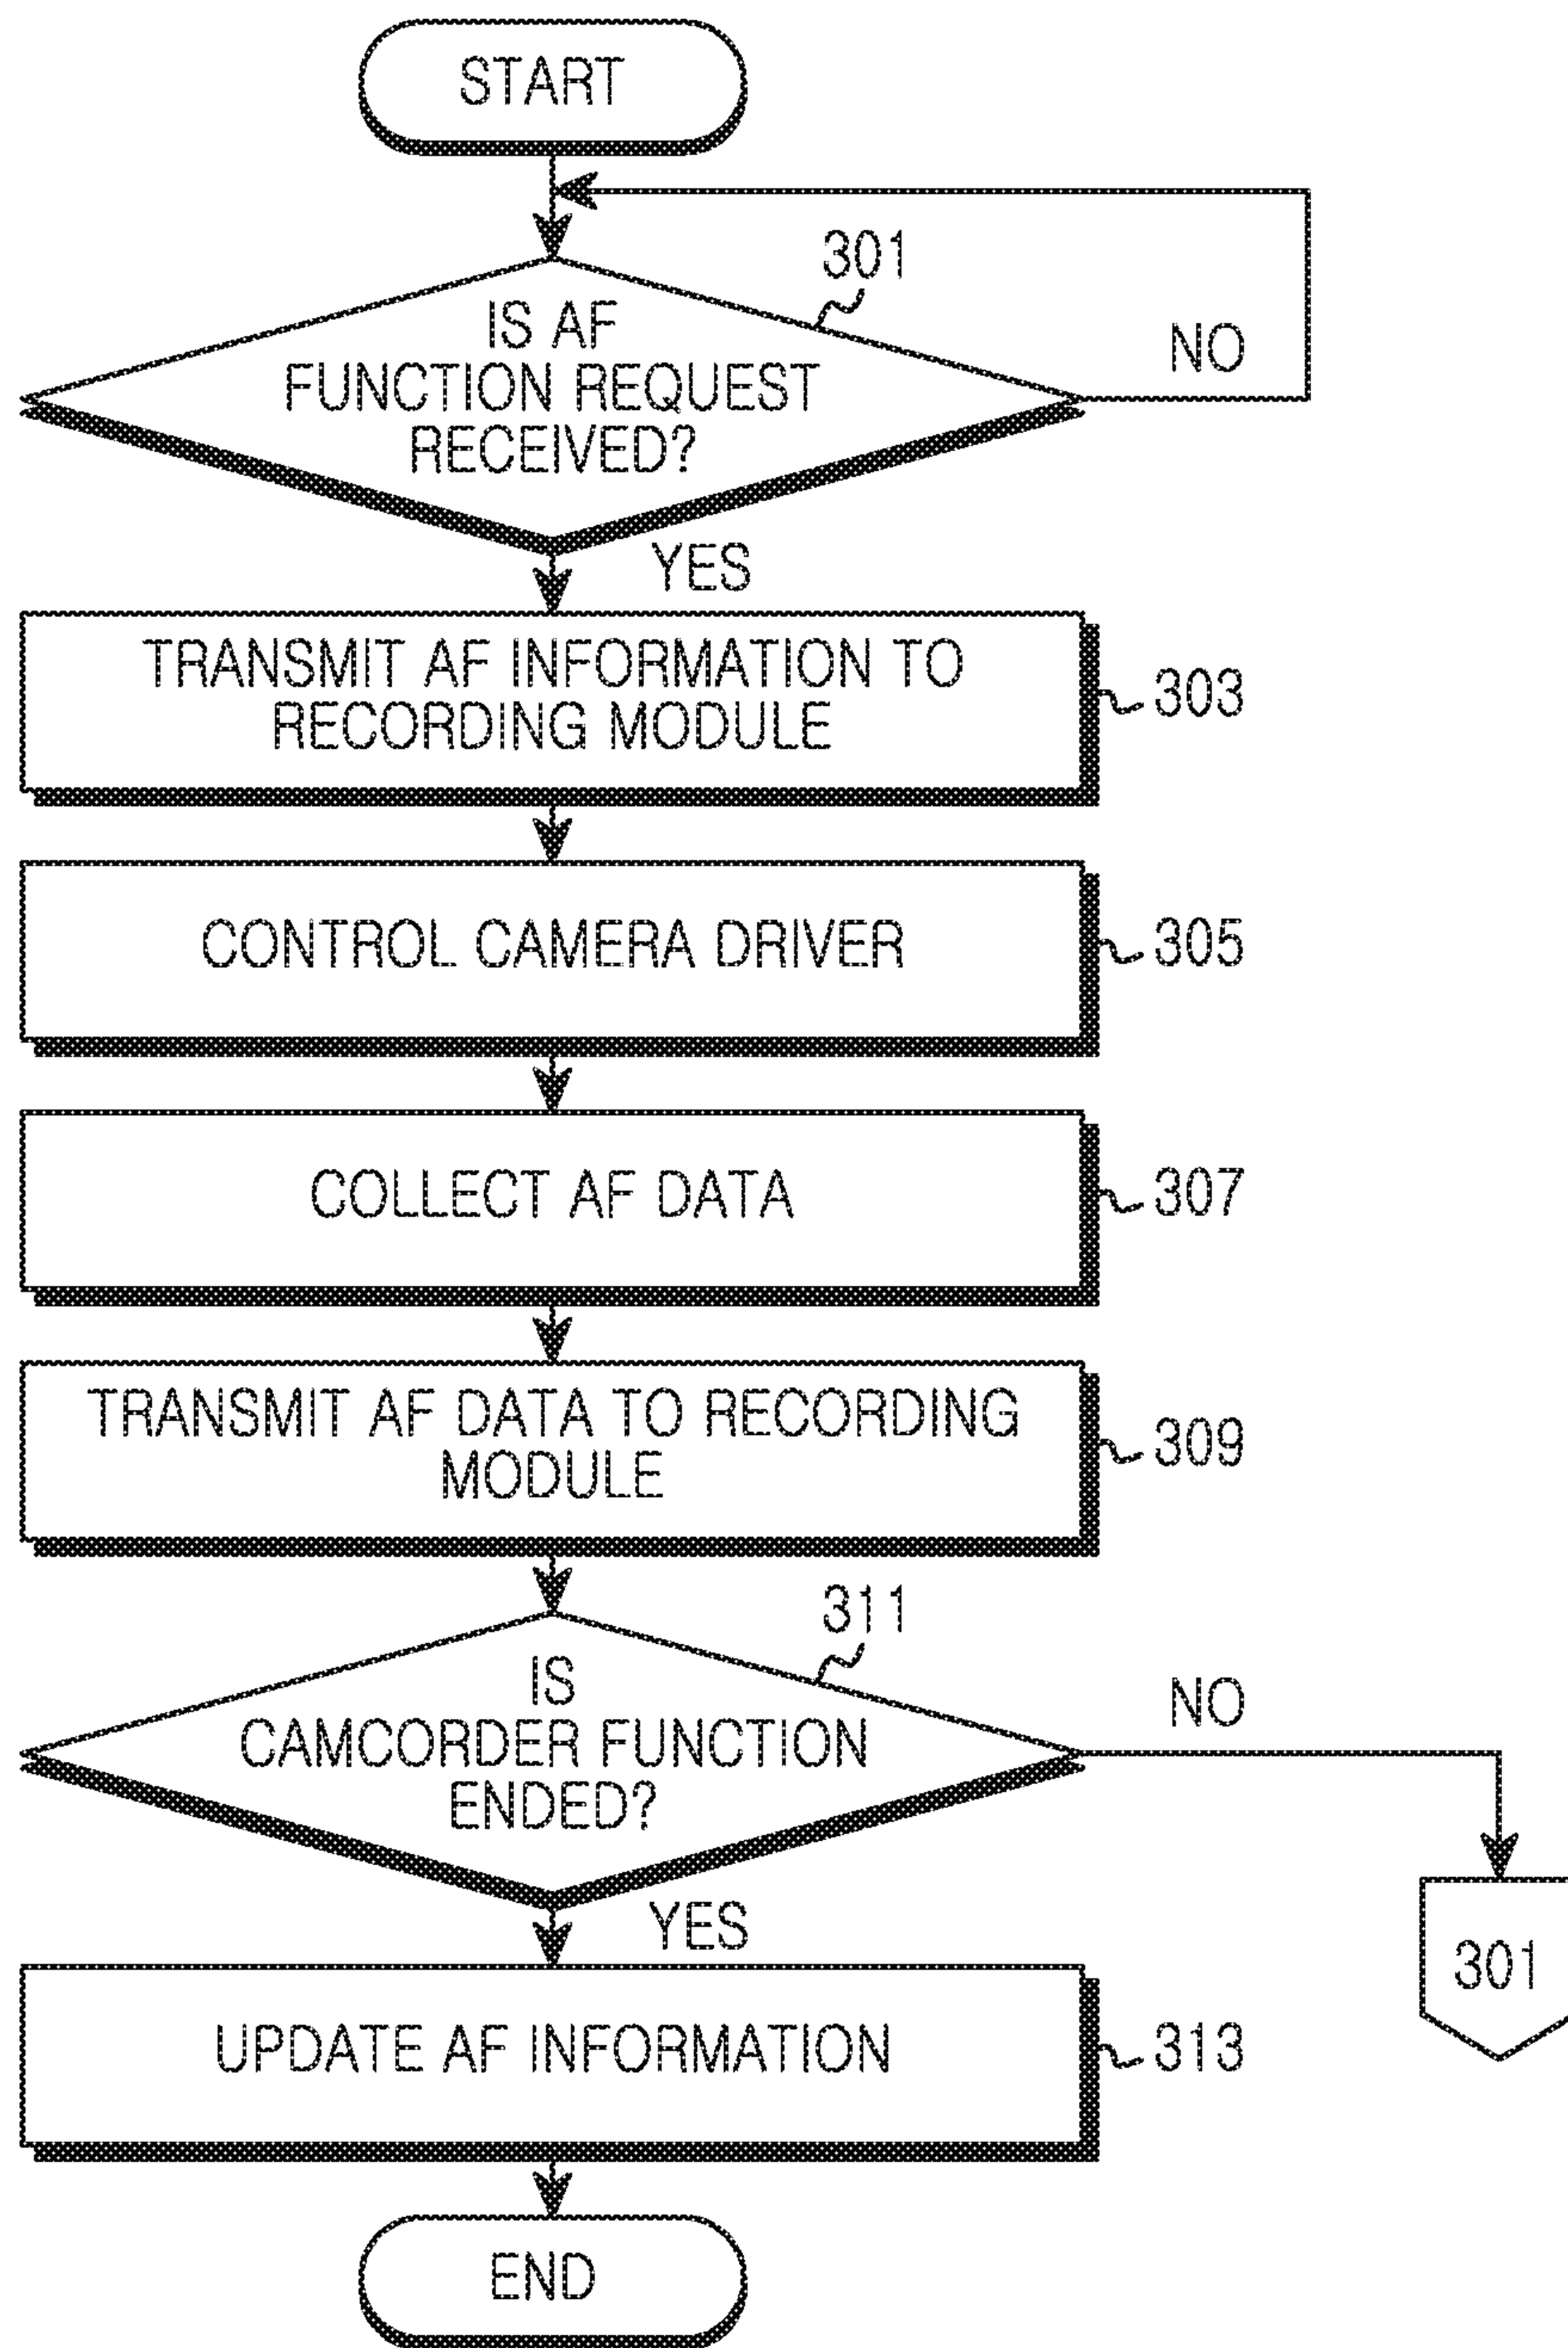 START
301
IS AF
FUNCTION REQUEST
RECEIVED?
NO
YES
TRANSMIT AF INFORMATION TO
RECORDING MODULE
303
CONTROL CAMERA DRIVER
305
COLLECT AF DATA
307
TRANSMIT AF DATA TO RECORDING
MODULE
309
311
IS
CAMCORDER FUNCTION
ENDED?
NO
YES
301
UPDATE AF INFORMATION
313
END